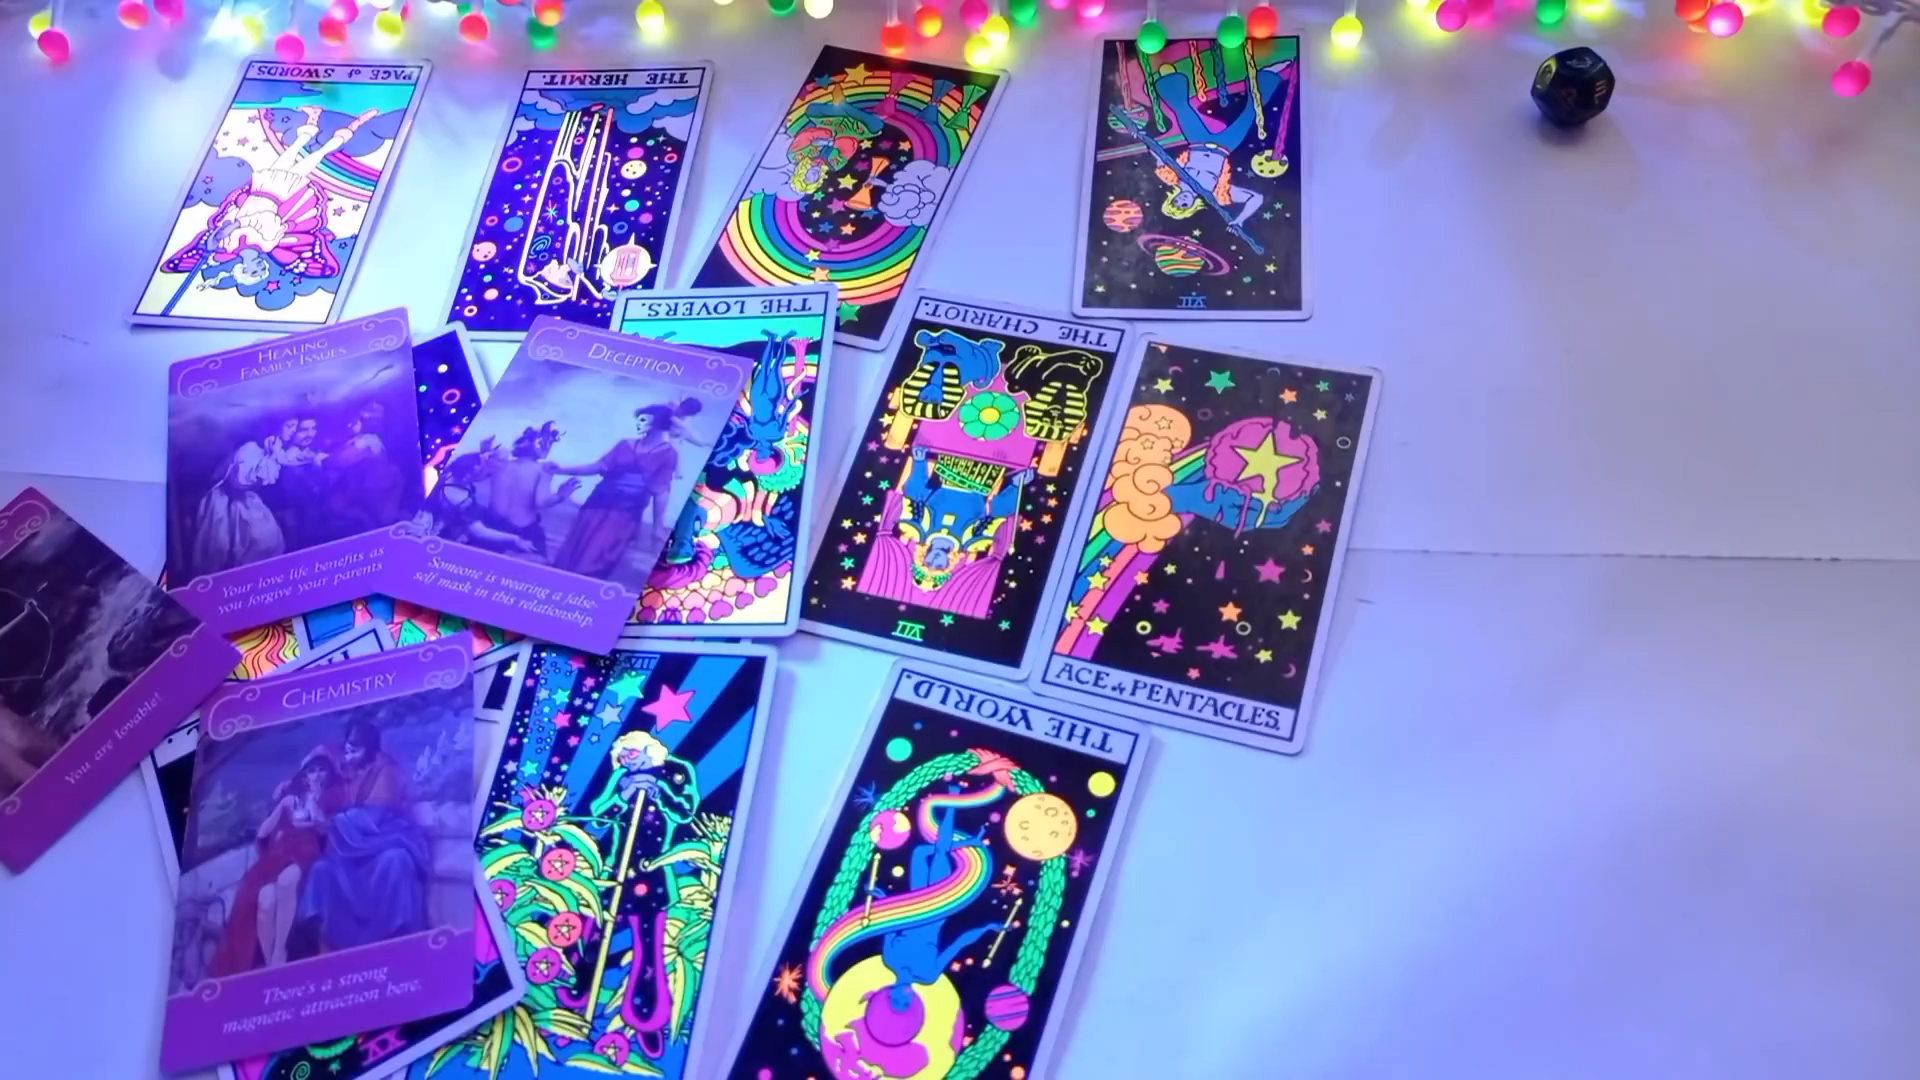 PAGE of SWORDS.
THE HERMIT.
VII
THE LOVERS.
THE CHARIOT.
VII
HEALING
FAMILY ISSUES
Your love life benefits as
you forgive your parents
DECEPTION
Someone is wearing a false-
self mask in this relationship.
ACE of PENTACLES.
You are lovable!
CHEMISTRY
There's a strong
magnetic attraction here.
VII
THE WORLD.